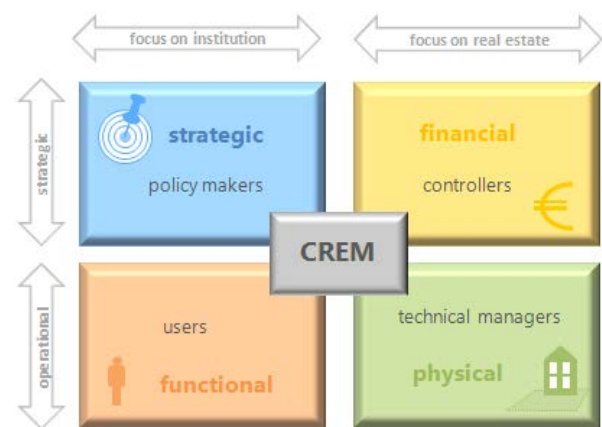 focus on institution
focus on real estate
strategic
strategic
policy makers
financial
controllers
€
CREM
operational
users
functional
technical managers
physical